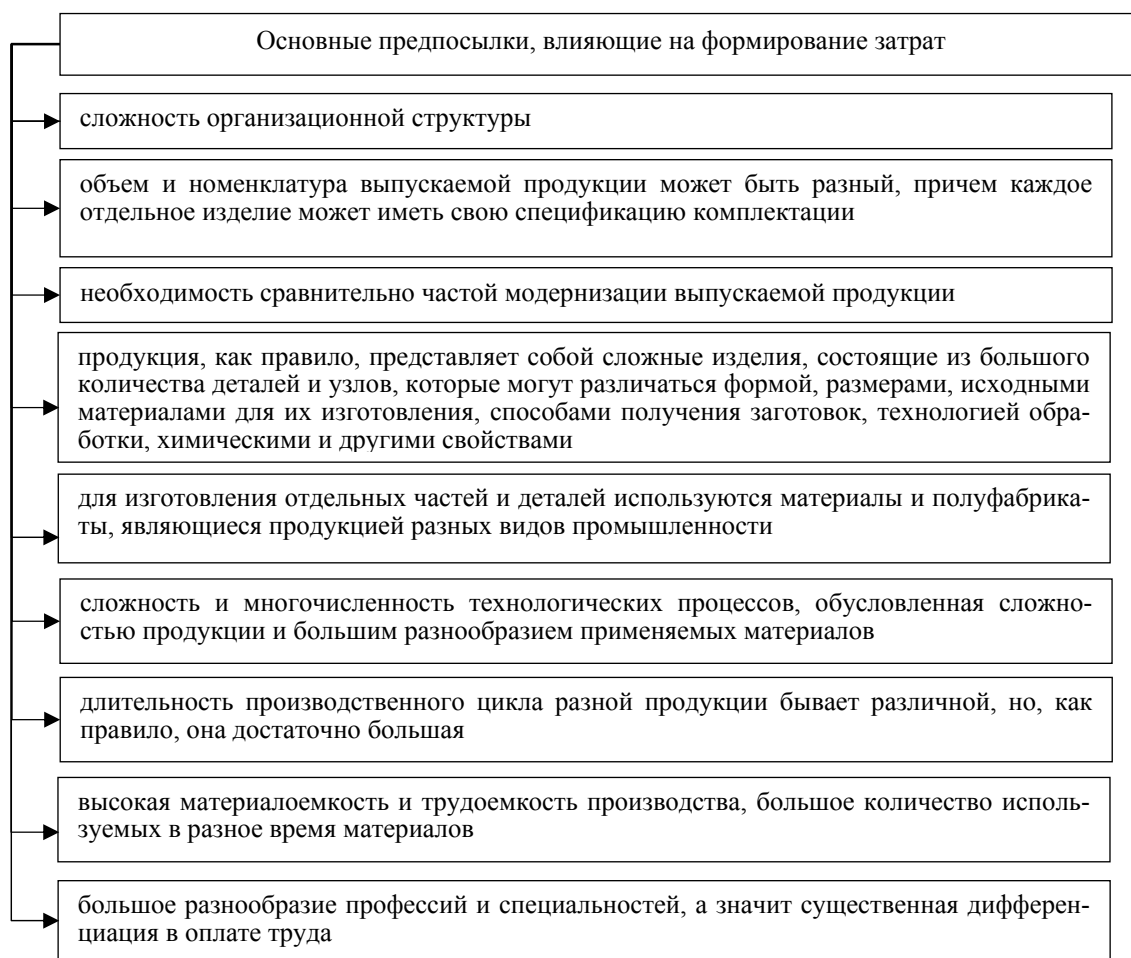 Основные предпосылки, влияющие на формирование затрат
сложность организационной структуры
объем и номенклатура выпускаемой продукции может быть разный, причем каждое
отдельное изделие может иметь свою спецификацию комплектации
необходимость сравнительно частой модернизации выпускаемой продукции
продукция, как правило, представляет собой сложные изделия, состоящие из большого
количества деталей и узлов, которые могут различаться формой, размерами, исходными
материалами для их изготовления, способами получения заготовок, технологией обра-
ботки, химическими и другими свойствами
для изготовления отдельных частей и деталей используются материалы и полуфабрика-
ты, являющиеся продукцией разных видов промышленности
сложность и многочисленность технологических процессов, обусловленная сложно-
стью продукции и большим разнообразием применяемых материалов
длительность производственного цикла разной продукции бывает различной, но, как
правило, она достаточно большая
высокая материалоемкость и трудоемкость производства, большое количество исполь-
зуемых в разное время материалов
большое разнообразие профессий и специальностей, а значит существенная дифферен-
циация в оплате труда